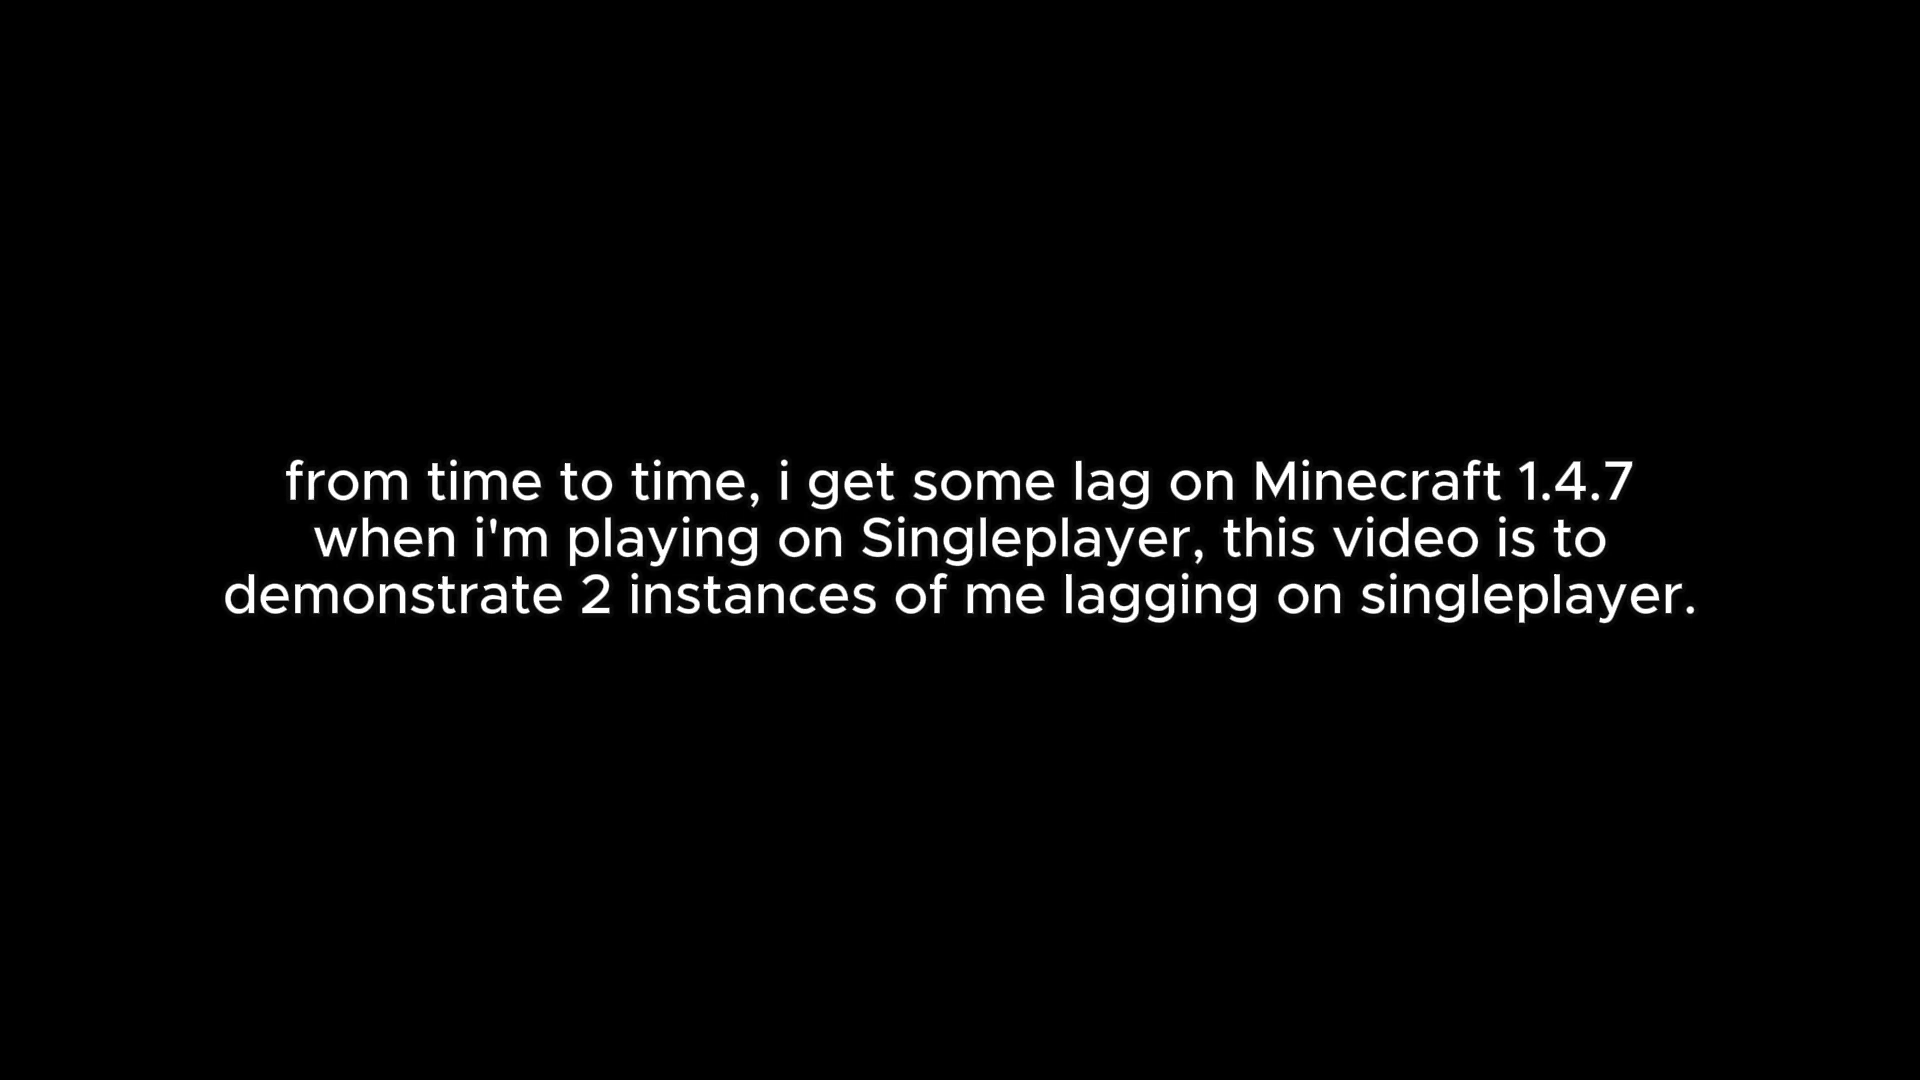 from time to time, i get some lag on Minecraft 1.4.7
when i'm playing on Singleplayer, this video is to
demonstrate 2 instances of me lagging on singleplayer.